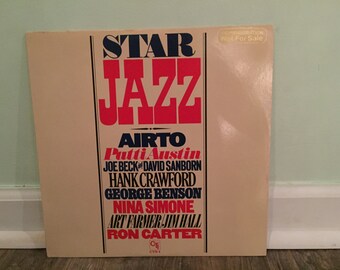 STAR
JAZZ
AIRTO
Patti Austin
JOE BECK & DAVID SANBORN
HANK CRAWFORD
GEORGE BENSON
NINA SIMONE
ART FARMER JIM HALL
RON CARTER